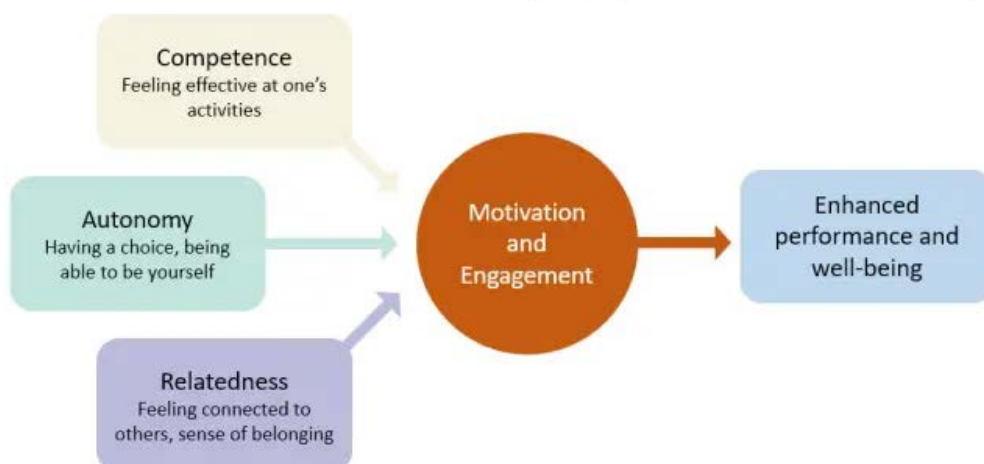 Competence
Feeling effective at one’s
activities
Autonomy
Having a choice, being
able to be yourself
Relatedness
Feeling connected to
others, sense of belonging
Motivation
and
Engagement
Enhanced
performance and
well-being